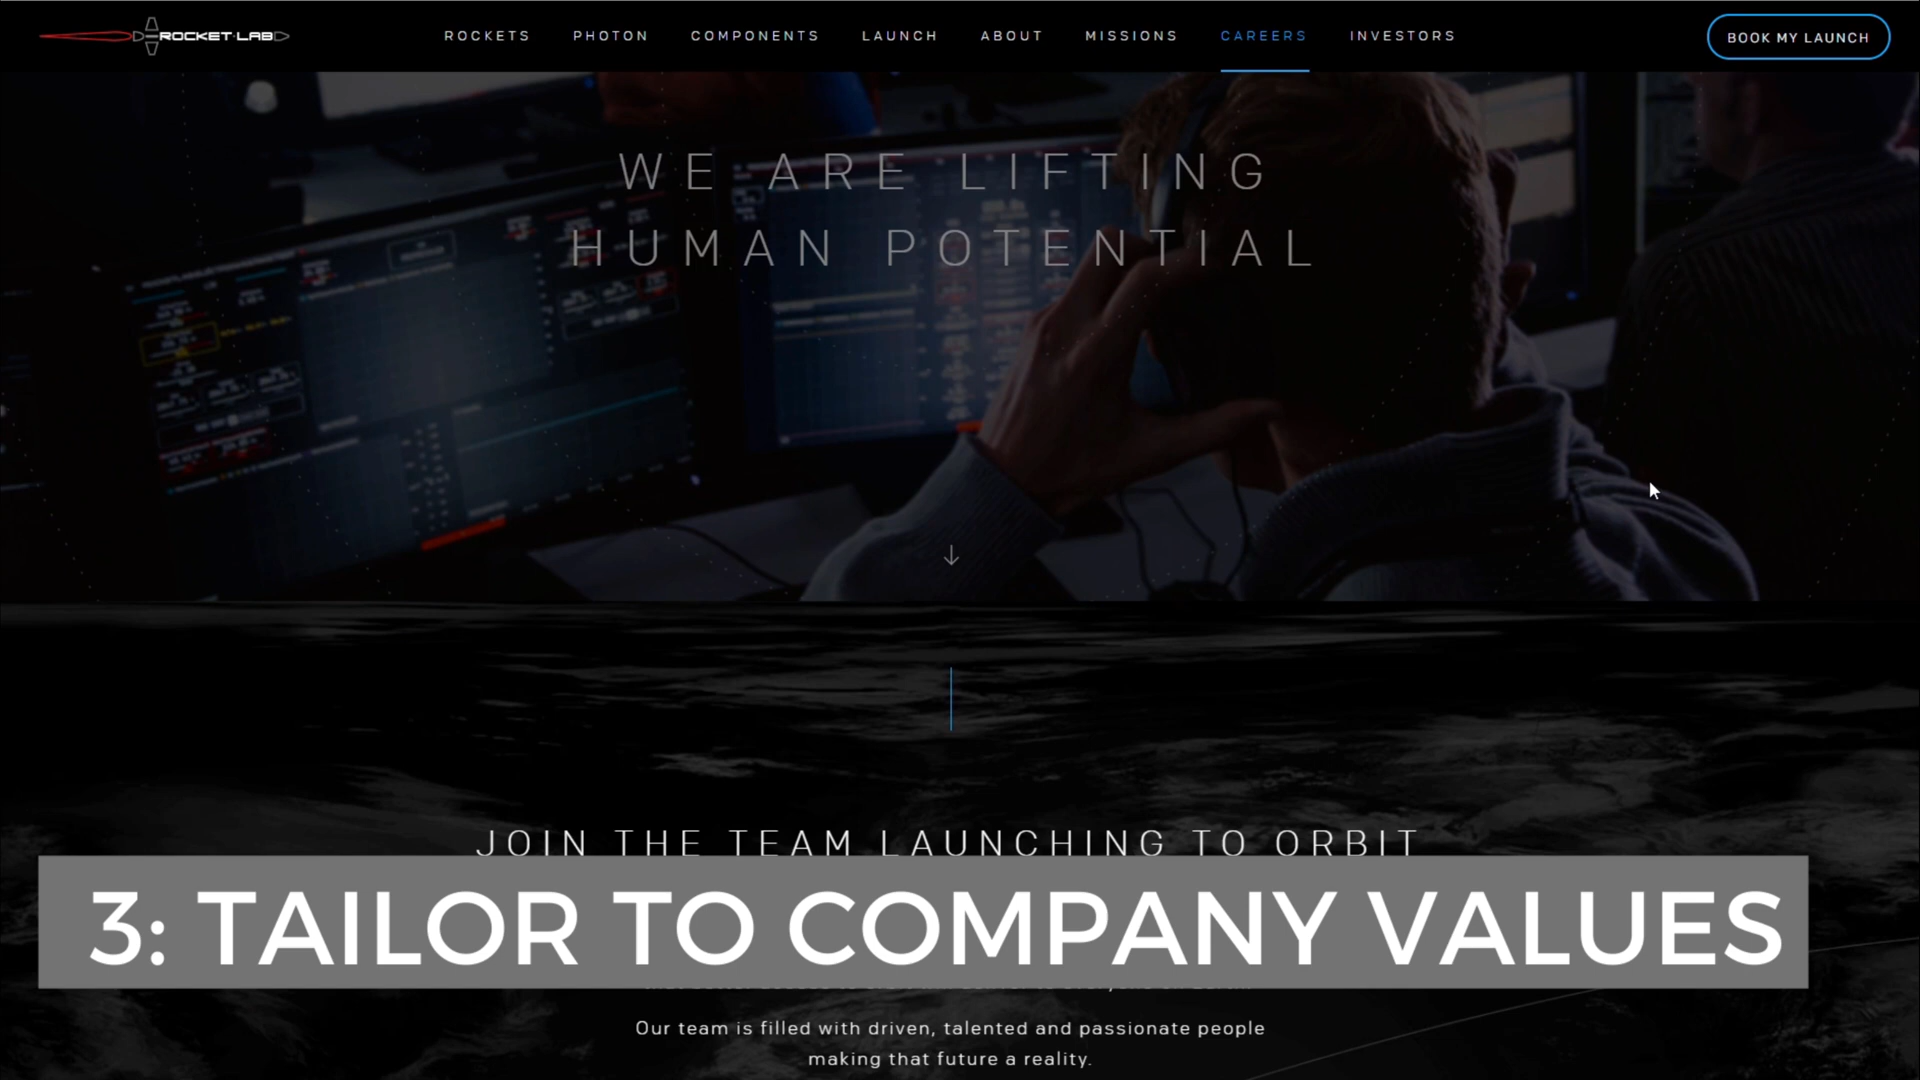 ROCKET·LAB
ROCKETS PHOTON COMPONENTS LAUNCH ABOUT MISSIONS CAREERS INVESTORS
BOOK MY LAUNCH
WE ARE LIFTING
HUMAN POTENTIAL
JOIN THE TEAM LAUNCHING TO ORBIT
3: TAILOR TO COMPANY VALUES
Our team is filled with driven, talented and passionate people
making that future a reality.